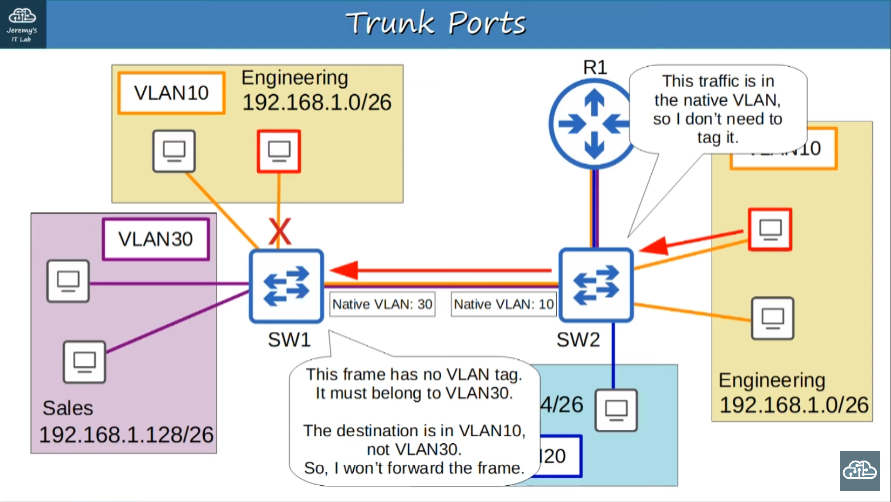 Jeremy's
IT Lab
Trunk Ports
VLAN10
Engineering
192.168.1.0/26
R1
This traffic is in
the native VLAN,
so I don't need to
tag it.
VLAN30
Native VLAN: 30
Native VLAN: 10
SW1
SW2
This frame has no VLAN tag.
It must belong to VLAN30.
The destination is in VLAN10,
not VLAN30.
So, I won't forward the frame.
Sales
192.168.1.128/26
4/26
Engineering
192.168.1.0/26